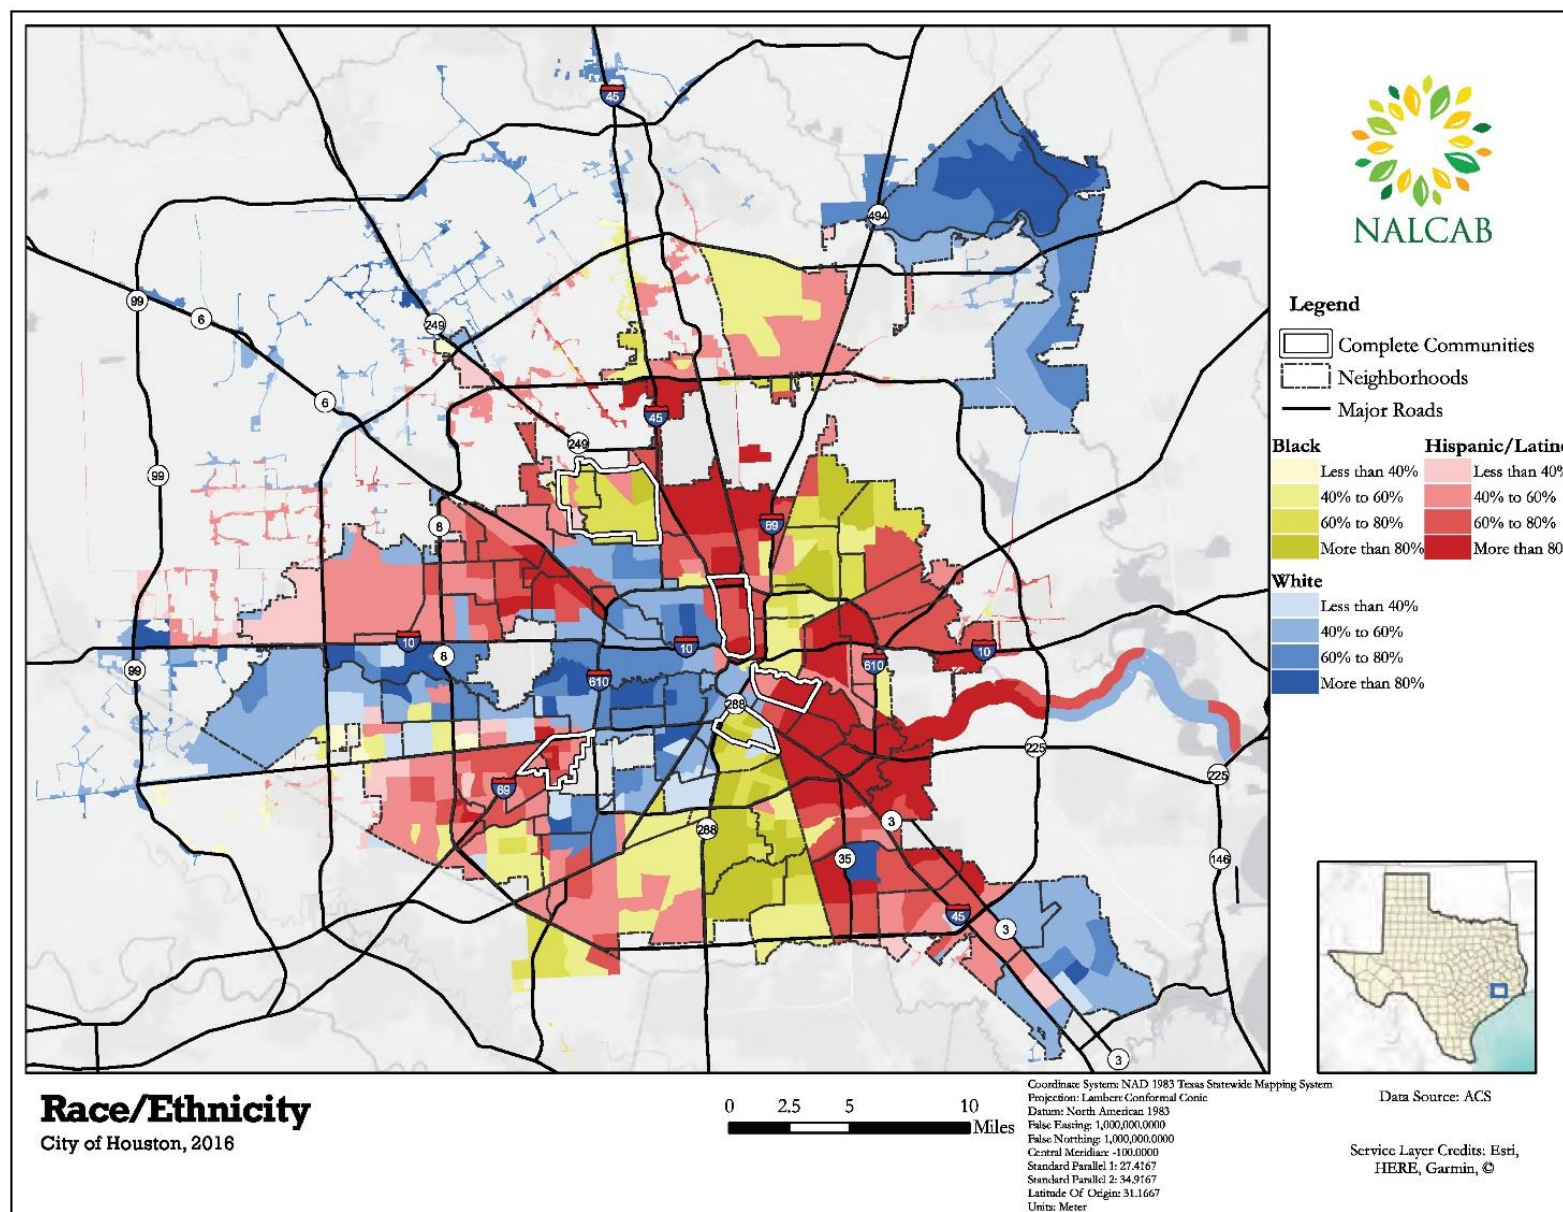 45
494
99
6
249
6
45
249
99
8
69
10
8
10
610
10
99
610
288
225
225
69
288
3
35
146
45
3
3
NALCAB
Legend
Complete Communities
Neighborhoods
Major Roads
Black Hispanic/Latino
Less than 40% Less than 40%
40% to 60% 40% to 60%
60% to 80% 60% to 80%
More than 80% More than 80
White
Less than 40%
40% to 60%
60% to 80%
More than 80%
Race/Ethnicity
City of Houston, 2016
0 2.5 5 10
Miles
Coordinate System: NAD 1983 Texas Statewide Mapping System
Projection: Lambert Conformal Conic
Datum: North American 1983
False Easting: 1,000,000.0000
False Northing: 1,000,000.0000
Central Meridian: -100.0000
Standard Parallel 1: 27.4167
Standard Parallel 2: 34.9167
Latitude Of Origin: 31.1667
Units: Meter
Data Source: ACS
Service Layer Credits: Esri,
HERE, Garmin, ©